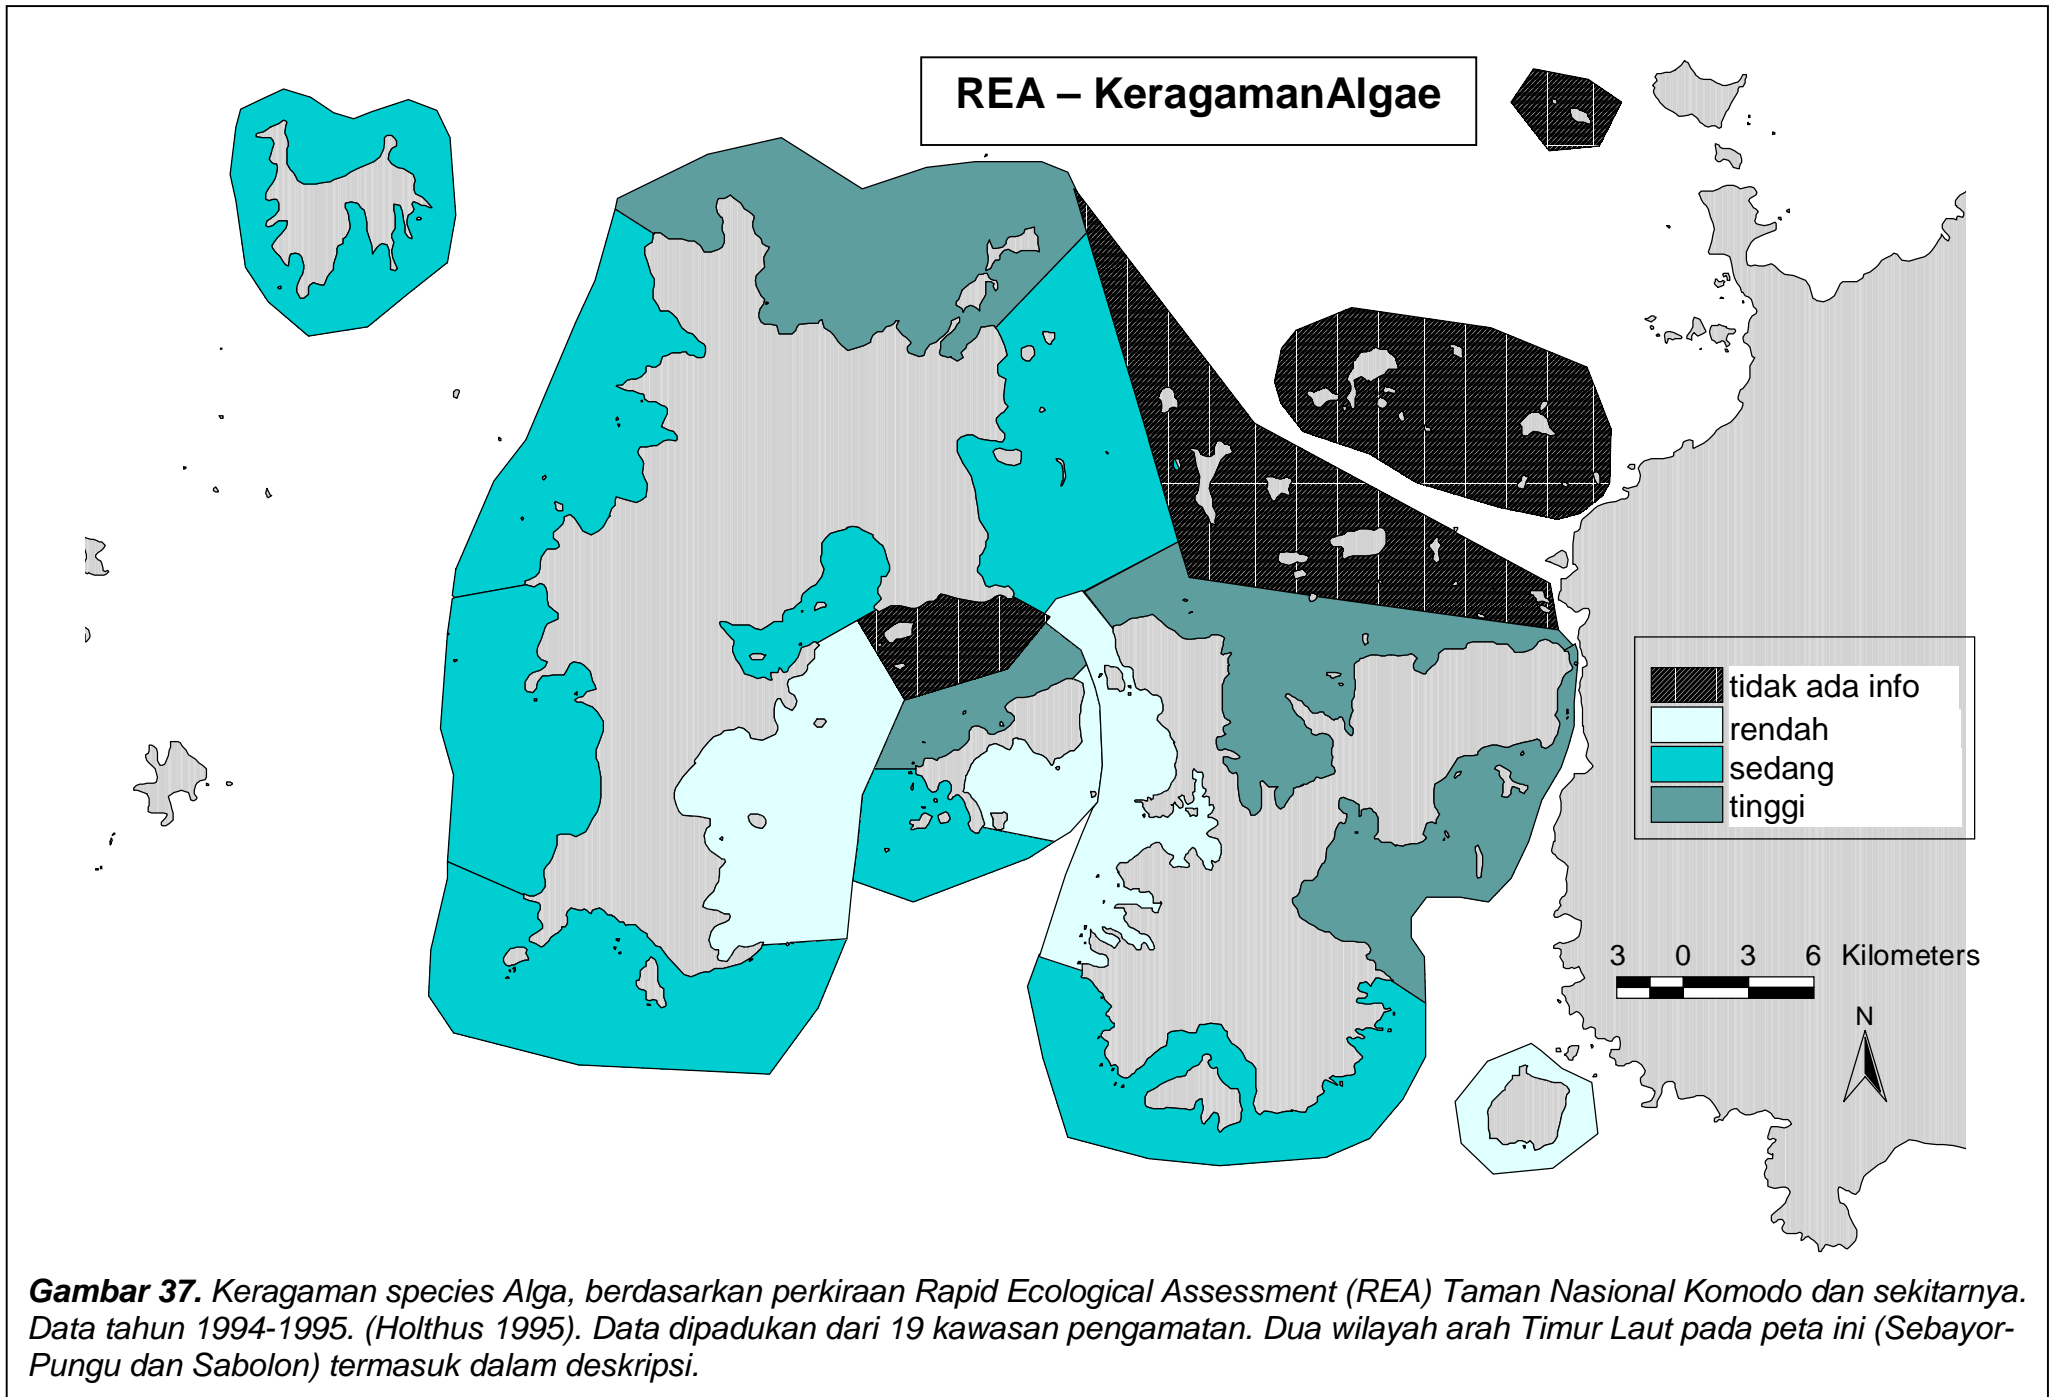 REA – KeragamanAlgae
tidak ada info
rendah
sedang
tinggi
3 0 3 6 Kilometers
N
Gambar 37. Keragaman species Alga, berdasarkan perkiraan Rapid Ecological Assessment (REA) Taman Nasional Komodo dan sekitarnya.
Data tahun 1994-1995. (Holthus 1995). Data dipadukan dari 19 kawasan pengamatan. Dua wilayah arah Timur Laut pada peta ini (Sebayor-
Pungu dan Sabolon) termasuk dalam deskripsi.